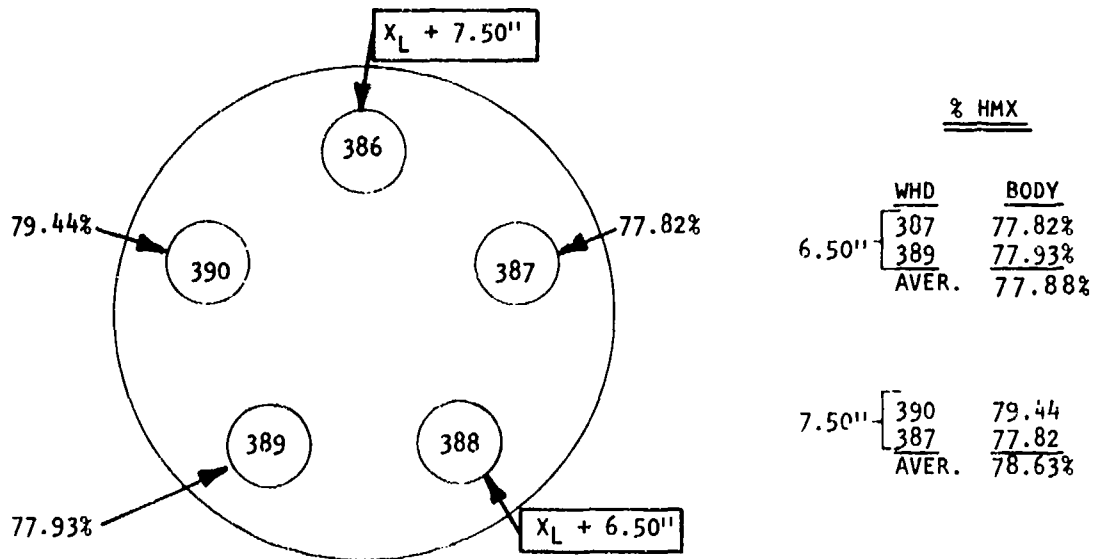 X_L + 7.50"
386
79.44%
77.82%
390
387
389
388
77.93%
X_L + 6.50"
% HMX
WHD BODY
6.50" 387 77.82%
389 77.93%
AVER. 77.88%
7.50" 390 79.44
387 77.82
AVER. 78.63%